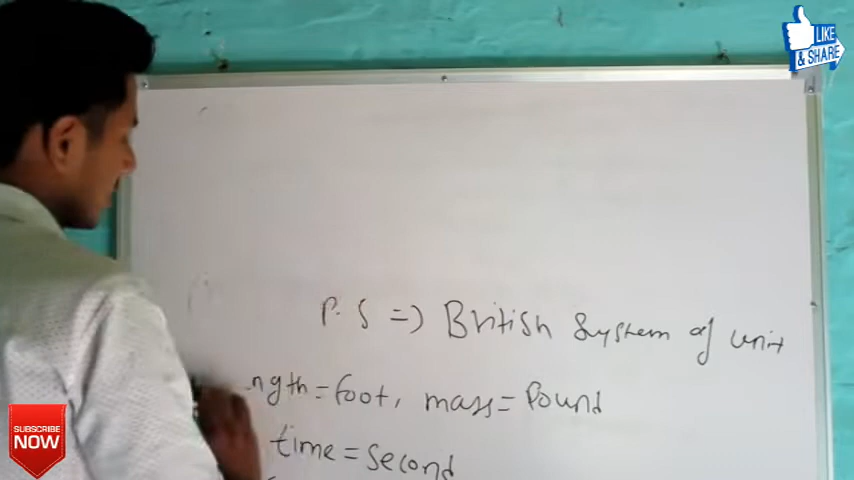 LIKE
& SHARE
P.S => British System of unit
ngth = foot, mass = Pound
time = Second
SUBSCRIBE
NOW